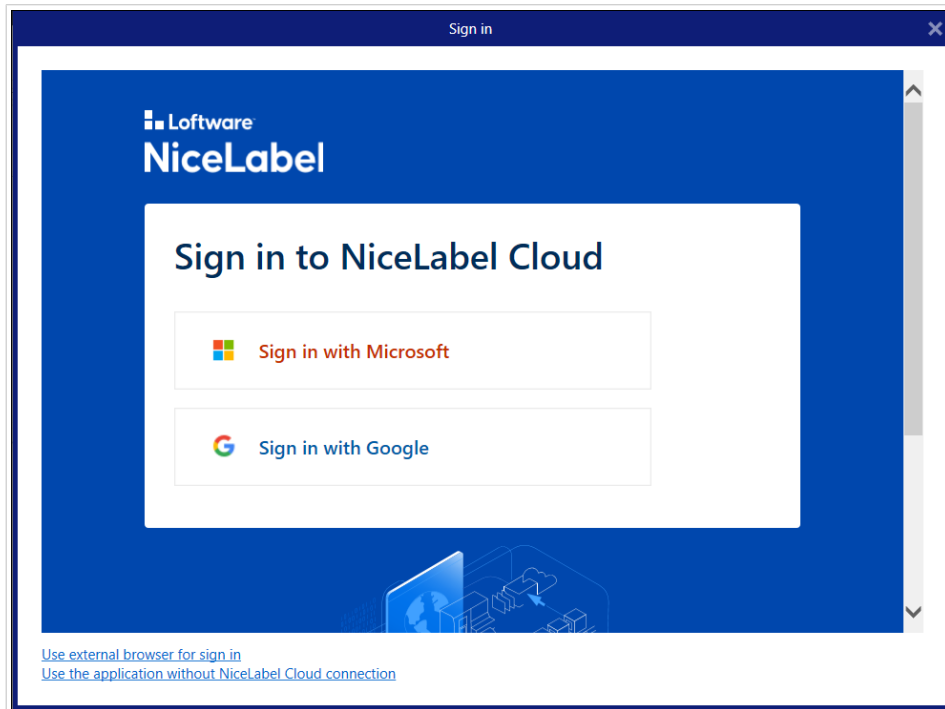 Sign in
Loftware
NiceLabel
Sign in to NiceLabel Cloud
Sign in with Microsoft
Sign in with Google
Use external browser for sign in
Use the application without NiceLabel Cloud connection